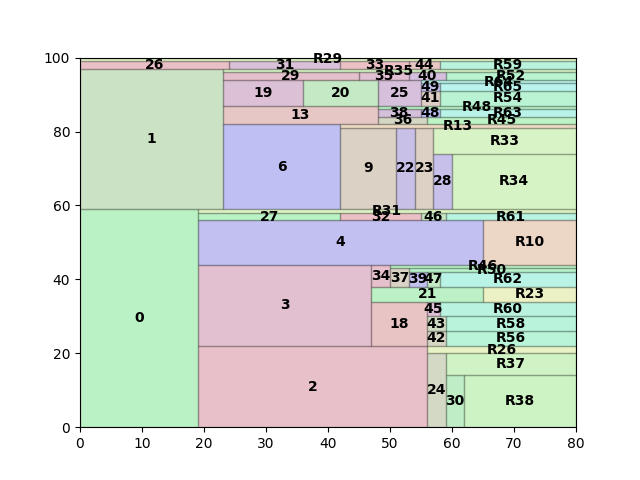 100
R29
26 31 33 44 R59
R35
29 35 40 R52
R64
49 R65
19 20 25 41 R54
R48
13 38 48 R63
36 R45
R13
80
1 6 9 22 23 R33
28 R34
60
R31
27 32 46 R61
4 R10
R46
R50
34 37 39 47 R62
40
3 21 R23
45 R60
0 18 43 R58
42 R56
R26
20
R37
2 24 30 R38
0
0 10 20 30 40 50 60 70 80